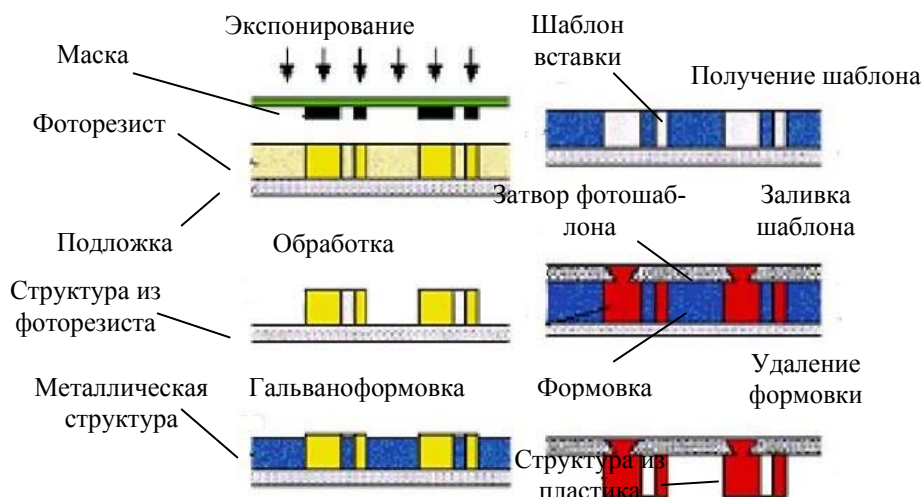 Экспонирование
Маска
Фоторезист
Подложка
Обработка
Структура из
фоторезиста
Металлическая
структура
Гальваноформовка
Шаблон
вставки
Получение шаблона
Затвор фотошаб-
лона
Заливка
шаблона
Формовка
Удаление
формовки
Структура из
пластика